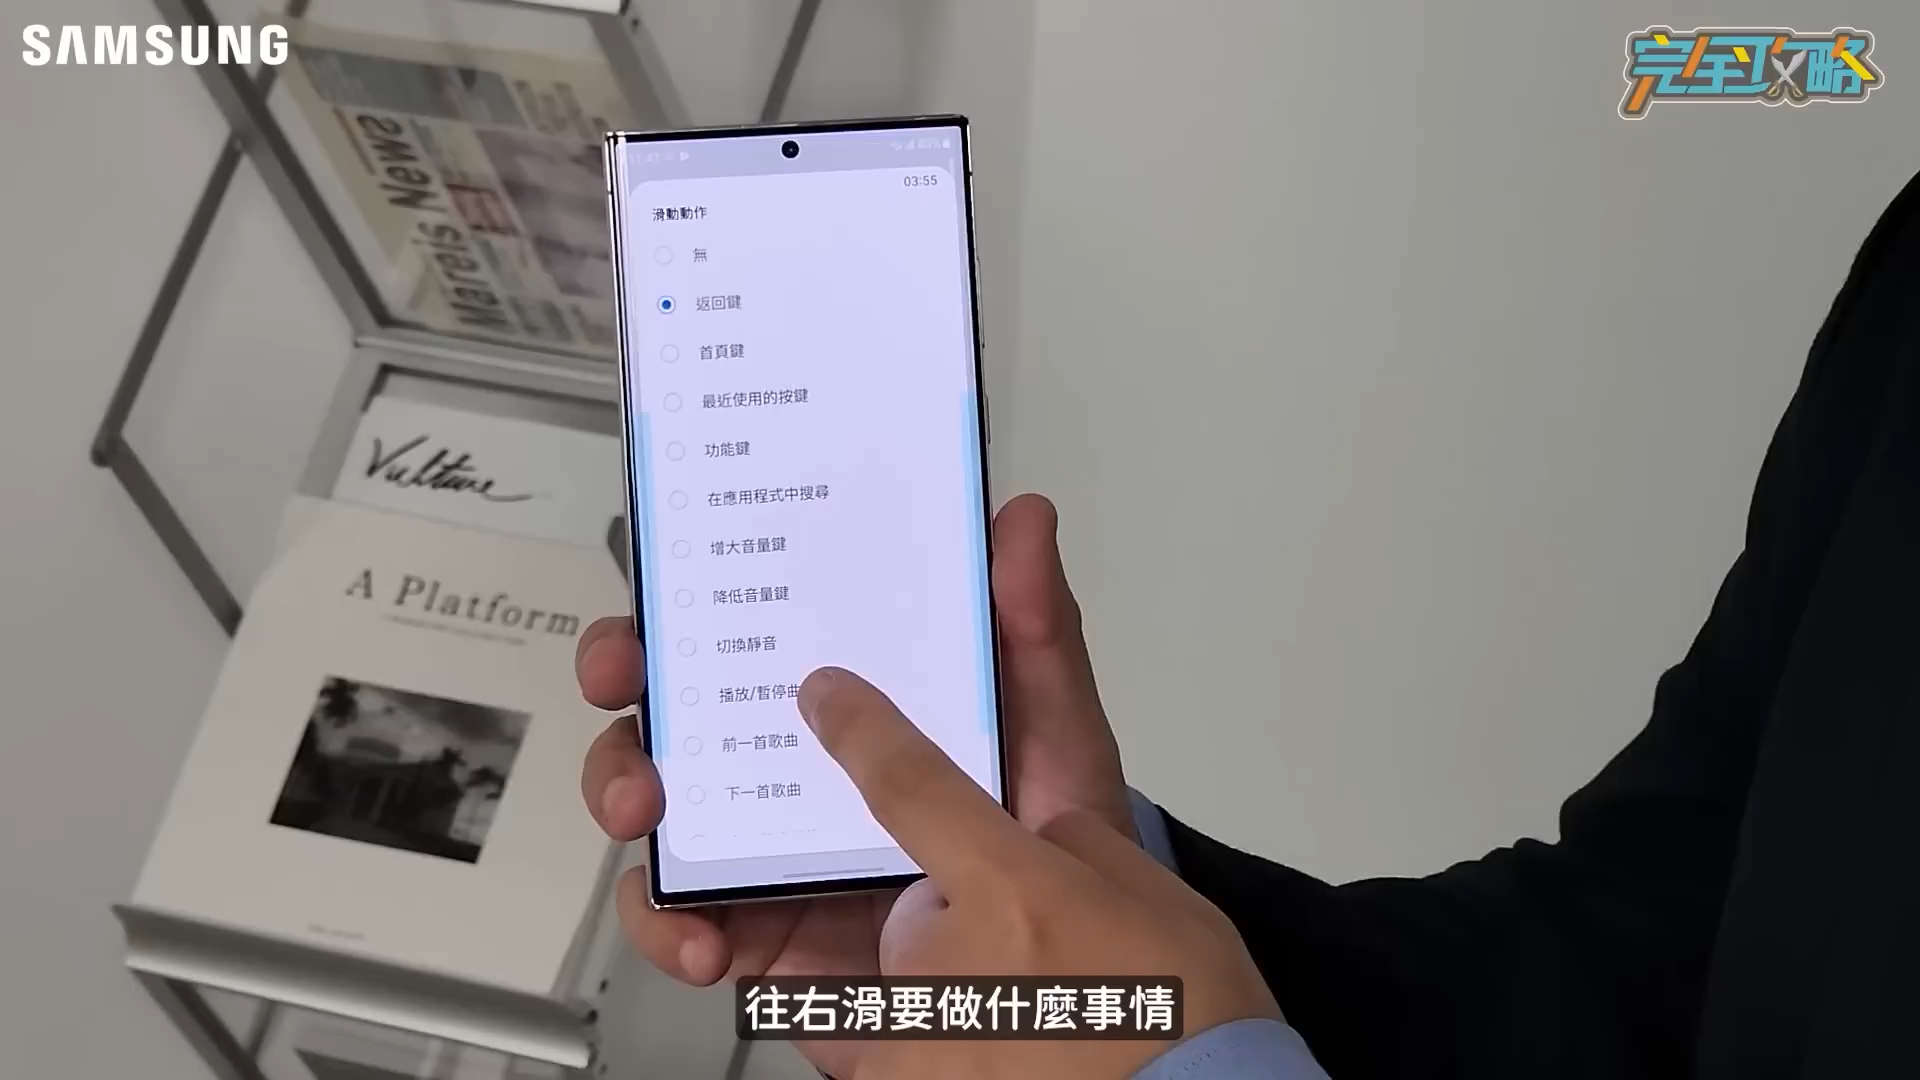 SAMSUNG
完全攻略
Mareis News
03:55
滑動動作
無
返回鍵
首頁鍵
最近使用的按鍵
功能鍵
在應用程式中搜尋
增大音量鍵
降低音量鍵
切換靜音
播放/暫停曲
前一首歌曲
下一首歌曲
Vulture
A Platform
往右滑要做什麼事情